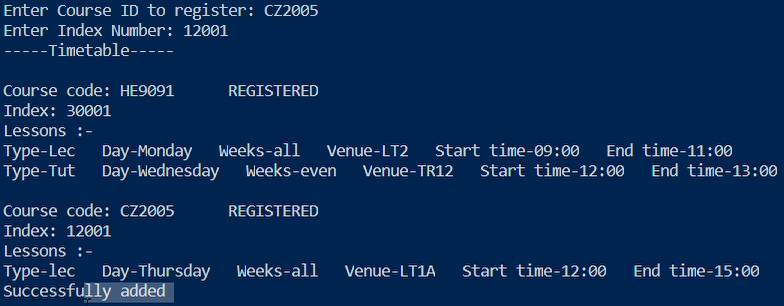 Enter Course ID to register: CZ2005
Enter Index Number: 12001
-----Timetable-----
Course code: HE9091 REGISTERED
Index: 30001
Lessons :-
Type-Lec Day-Monday Weeks-all Venue-LT2 Start time-09:00 End time-11:00
Type-Tut Day-Wednesday Weeks-even Venue-TR12 Start time-12:00 End time-13:00
Course code: CZ2005 REGISTERED
Index: 12001
Lessons :-
Type-lec Day-Thursday Weeks-all Venue-LT1A Start time-12:00 End time-15:00
Successfully added